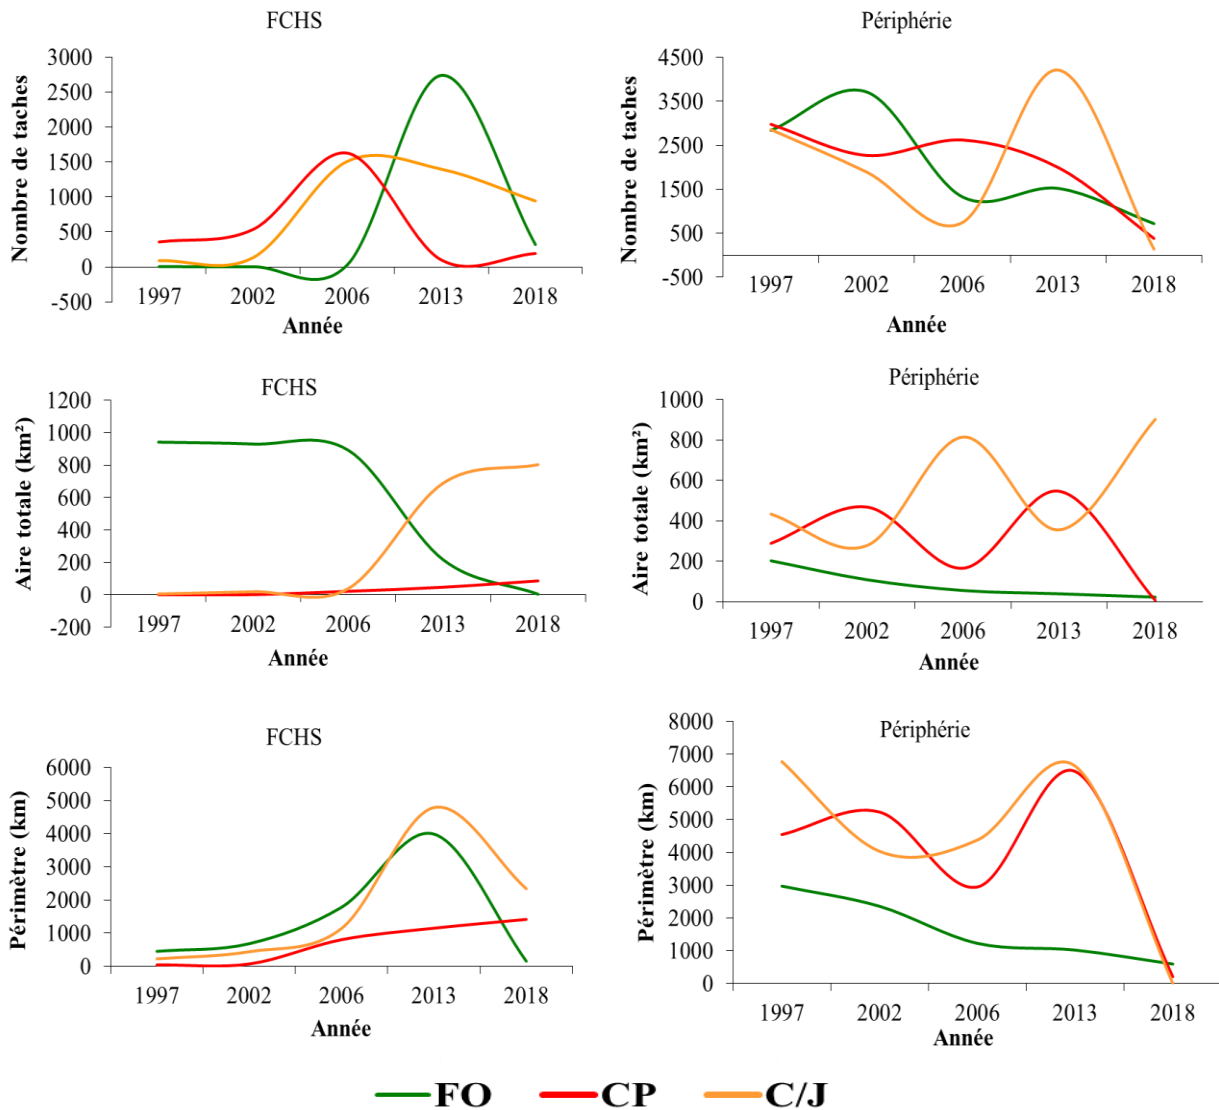 FCHS
Nombre de taches
3000
2500
2000
1500
1000
500
0
-500
1997 2002 2006 2013 2018
Année
Périphérie
Nombre de taches
4500
3500
2500
1500
500
-500
1997 2002 2006 2013 2018
Année
FCHS
Aire totale (km²)
1200
1000
800
600
400
200
0
-200
1997 2002 2006 2013 2018
Année
Périphérie
Aire totale (km²)
1000
800
600
400
200
0
1997 2002 2006 2013 2018
Année
FCHS
Périmètre (km)
6000
5000
4000
3000
2000
1000
0
1997 2002 2006 2013 2018
Année
Périphérie
Périmètre (km)
8000
7000
6000
5000
4000
3000
2000
1000
0
1997 2002 2006 2013 2018
Année
FO CP C/J